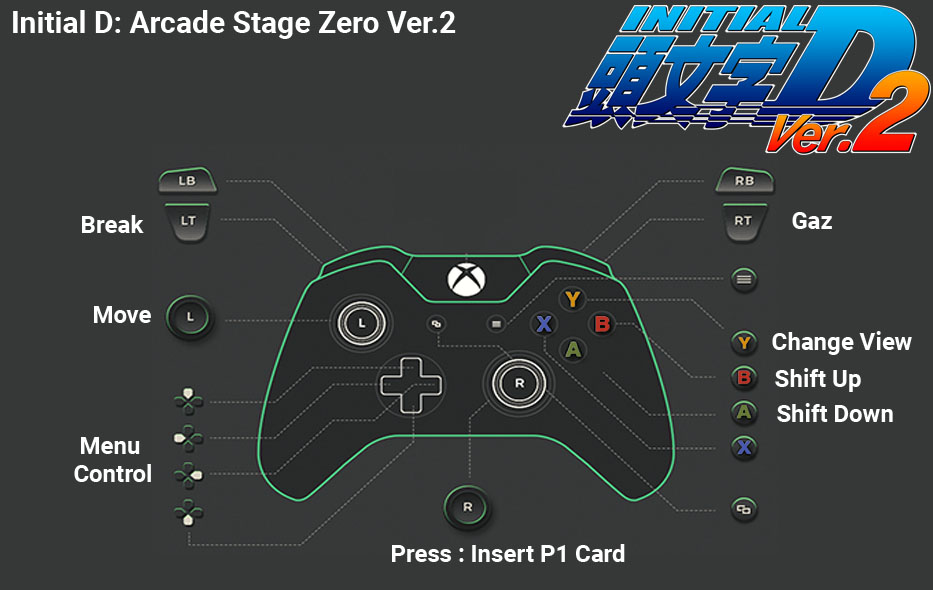 Initial D: Arcade Stage Zero Ver.2
INITIAL
頭文字D
Ver.2
LB
RB
Break
LT
RT
Gaz
Move
L
L
Y
X
B
A
R
Y
Change View
B
Shift Up
A
Shift Down
X
Menu
Control
R
Press : Insert P1 Card